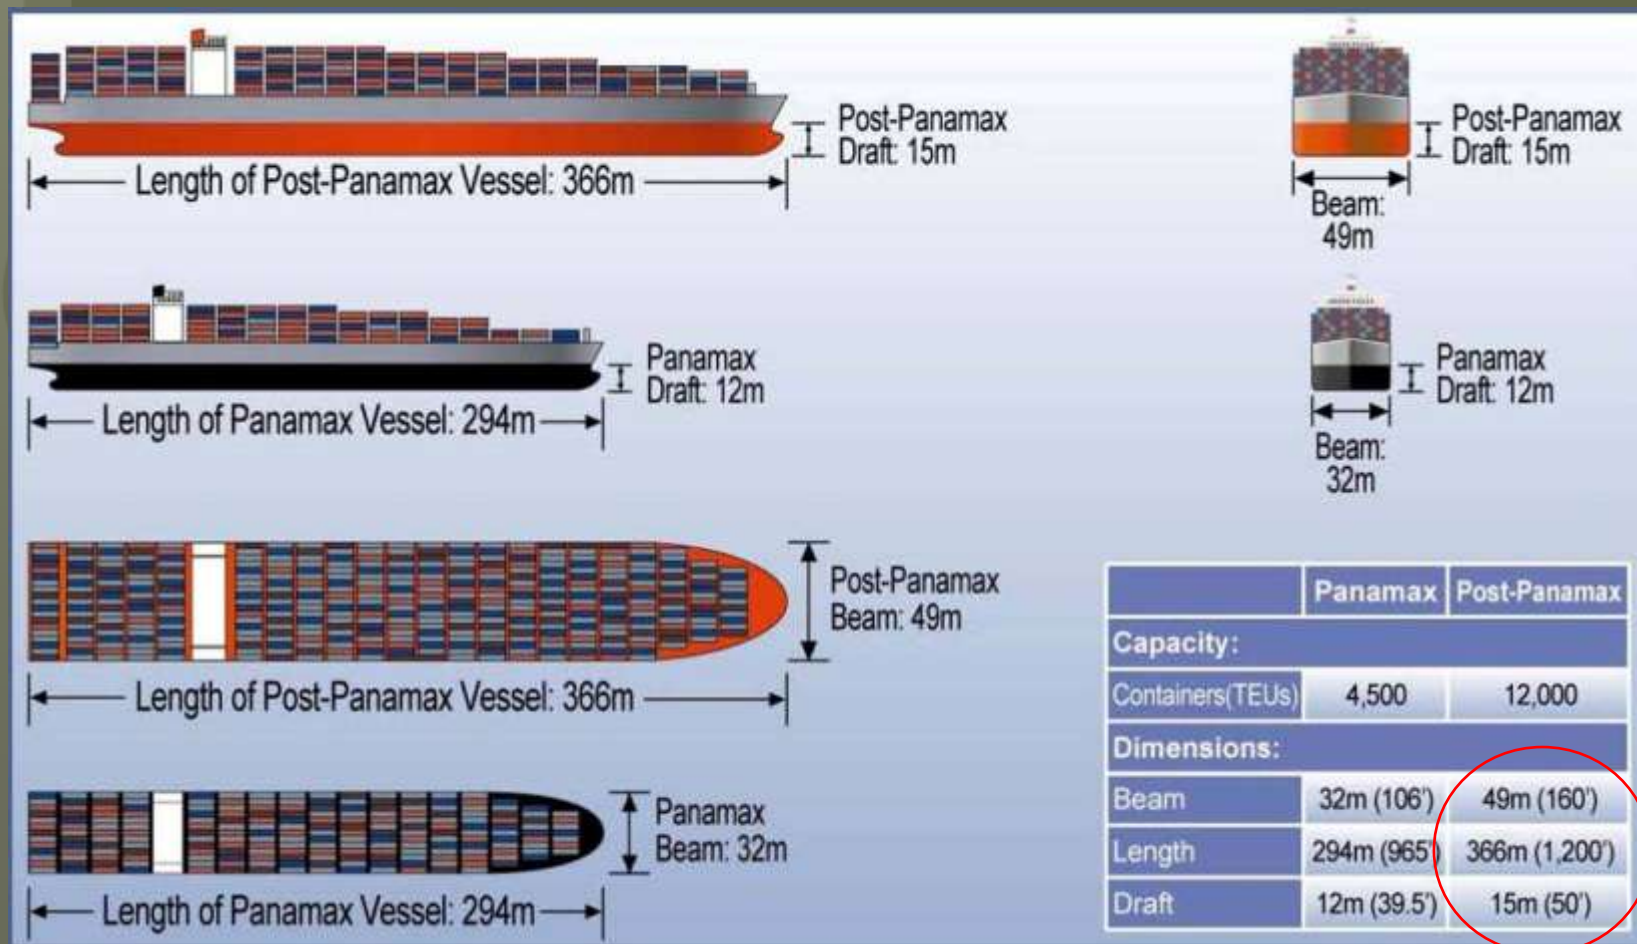 Post-Panamax
Draft: 15m
Length of Post-Panamax Vessel: 366m
Post-Panamax
Draft: 15m
Beam:
49m
Panamax
Draft: 12m
Length of Panamax Vessel: 294m
Panamax
Draft: 12m
Beam:
32m
Post-Panamax
Beam: 49m
Length of Post-Panamax Vessel: 366m
Panamax
Beam: 32m
Length of Panamax Vessel: 294m
Panamax Post-Panamax
Capacity:
Containers(TEUs) 4,500 12,000
Dimensions:
Beam 32m (106') 49m (160')
Length 294m (965') 366m (1,200')
Draft 12m (39.5') 15m (50')